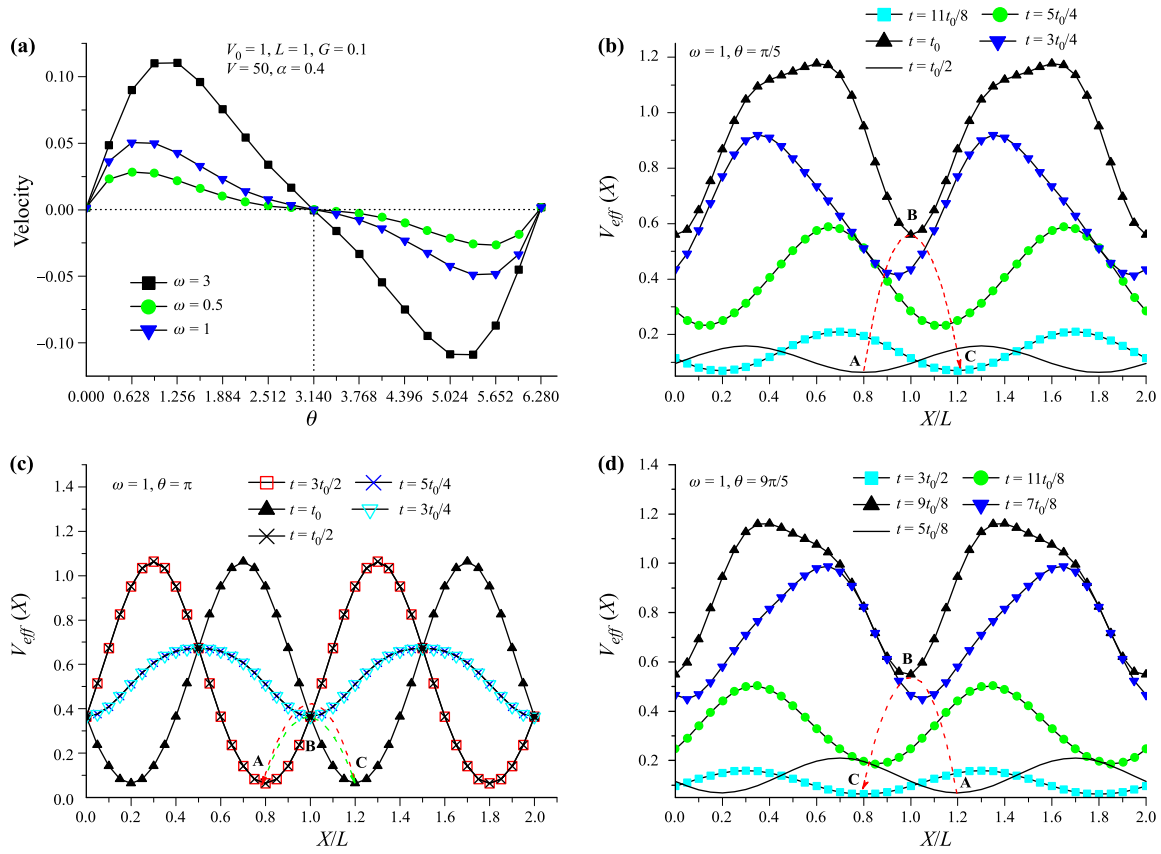 (a)
V₀ = 1, L = 1, G = 0.1
V = 50, α = 0.4
0.10
0.05
0.00
−0.05
−0.10
Velocity
ω = 3
ω = 0.5
ω = 1
0.000 0.628 1.256 1.884 2.512 3.140 3.768 4.396 5.024 5.652 6.280
θ
(b)
t = 11t₀/8 t = 5t₀/4
t = t₀ t = 3t₀/4
t = t₀/2
ω = 1, θ = π/5
1.2
1.0
0.8
0.6
0.4
0.2
V_eff (X)
B
A
C
0.0 0.2 0.4 0.6 0.8 1.0 1.2 1.4 1.6 1.8 2.0
X/L
(c)
ω = 1, θ = π
t = 3t₀/2 t = 5t₀/4
t = t₀ t = 3t₀/4
t = t₀/2
1.4
1.2
1.0
0.8
0.6
0.4
0.2
0.0
V_eff (X)
A
B
C
0.0 0.2 0.4 0.6 0.8 1.0 1.2 1.4 1.6 1.8 2.0
X/L
(d)
ω = 1, θ = 9π/5
t = 3t₀/2 t = 11t₀/8
t = 9t₀/8 t = 7t₀/8
t = 5t₀/8
1.4
1.2
1.0
0.8
0.6
0.4
0.2
V_eff (X)
B
C
A
0.0 0.2 0.4 0.6 0.8 1.0 1.2 1.4 1.6 1.8 2.0
X/L